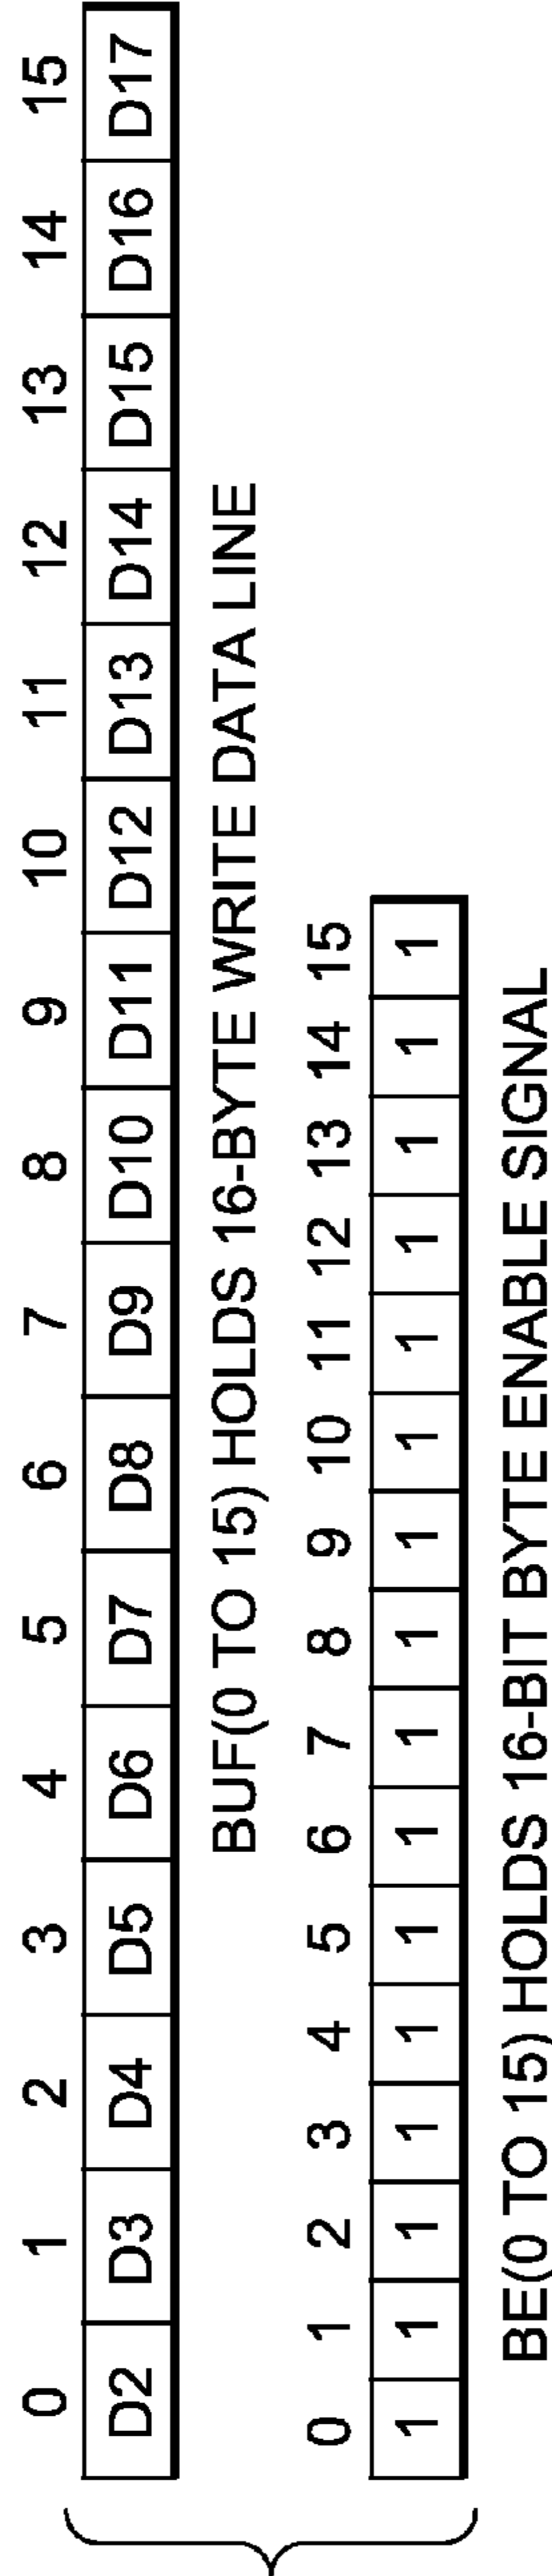 0 1 2 3 4 5 6 7 8 9 10 11 12 13 14 15
D2 D3 D4 D5 D6 D7 D8 D9 D10 D11 D12 D13 D14 D15 D16 D17
BUF(0 TO 15) HOLDS 16-BYTE WRITE DATA LINE
0 1 2 3 4 5 6 7 8 9 10 11 12 13 14 15
1 1 1 1 1 1 1 1 1 1 1 1 1 1 1 1
BE(0 TO 15) HOLDS 16-BIT BYTE ENABLE SIGNAL